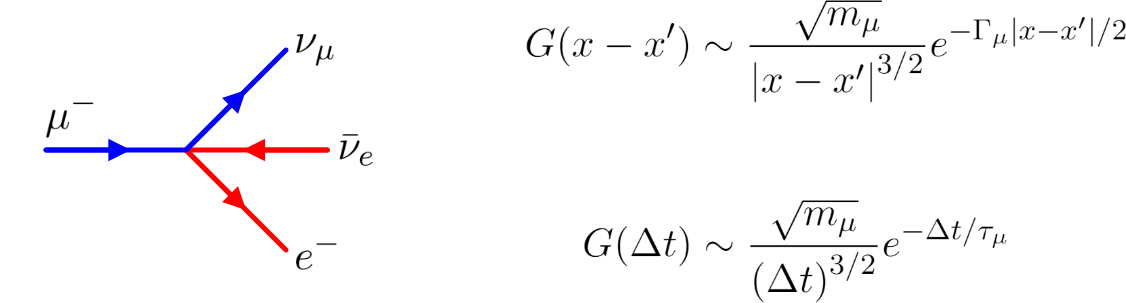 μ⁻
ν_μ
ν̄_e
e⁻
G(x − x′) ∼ √m_μ / |x − x′|^{3/2} e^{−Γ_μ|x−x′|/2}
G(Δt) ∼ √m_μ / (Δt)^{3/2} e^{−Δt/τ_μ}